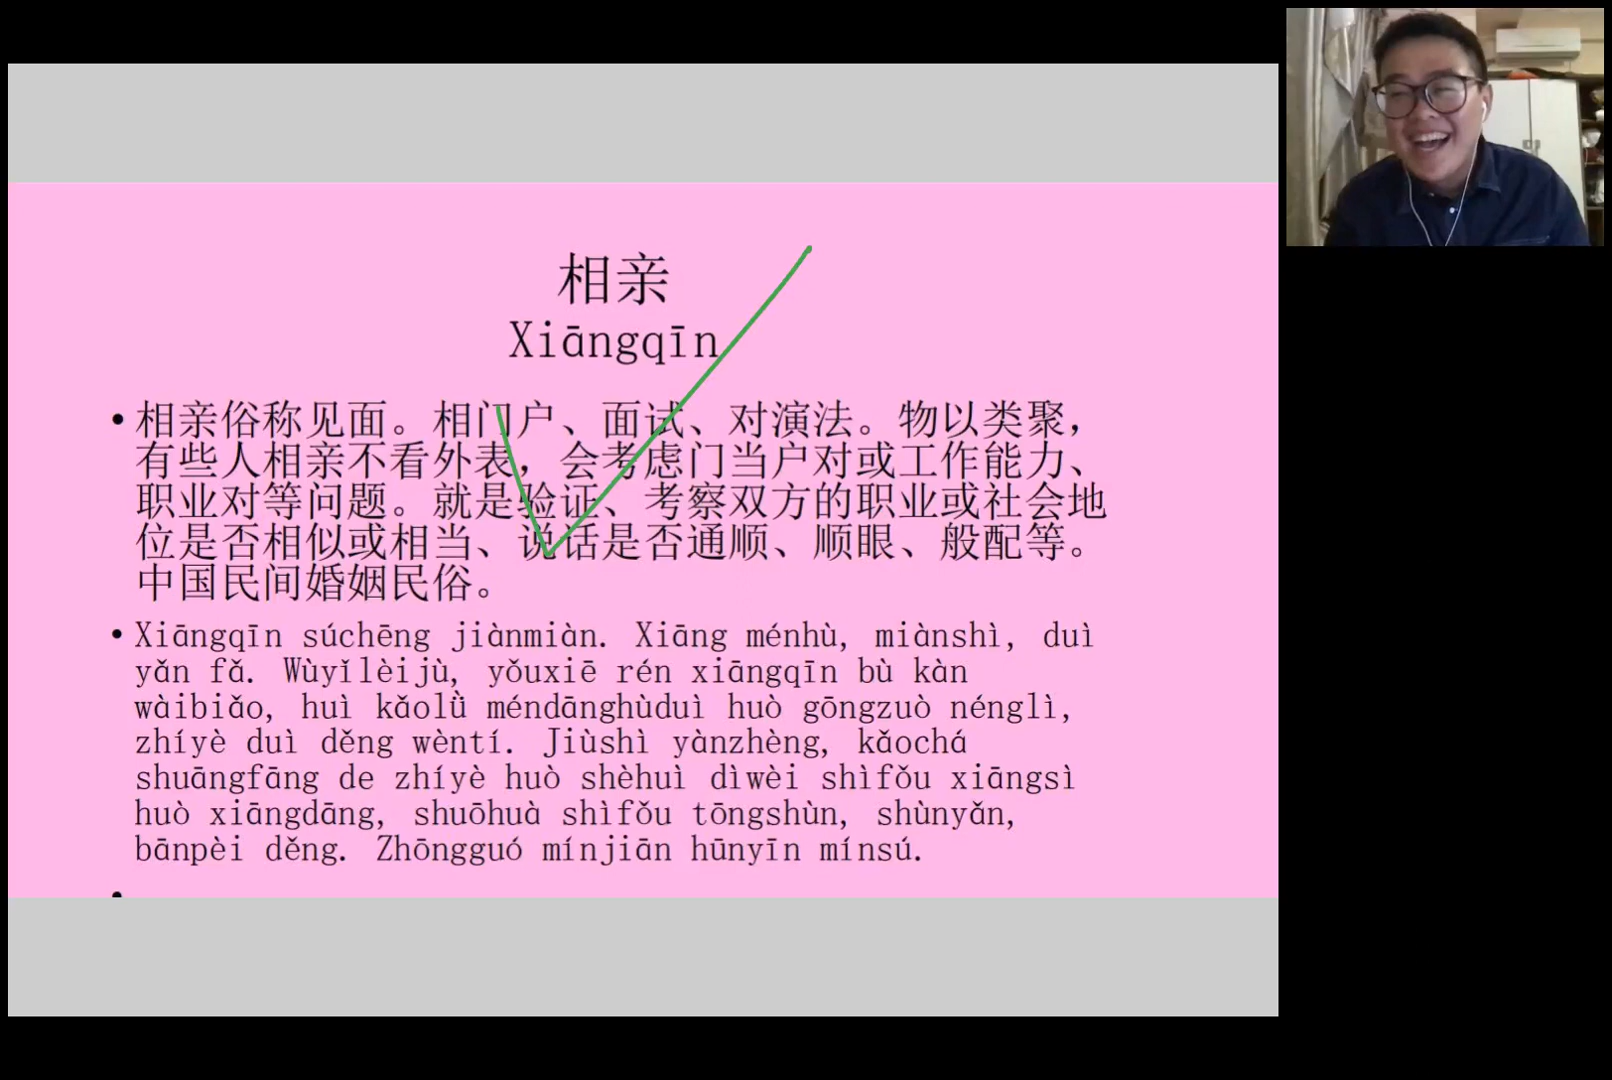 相亲
Xiāngqīn
• 相亲俗称见面。相门户、面试、对演法。物以类聚，
有些人相亲不看外表，会考虑门当户对或工作能力、
职业对等问题。就是验证、考察双方的职业或社会地
位是否相似或相当、说话是否通顺、顺眼、般配等。
中国民间婚姻民俗。
• Xiāngqīn súchēng jiànmiàn. Xiāng ménhù, miànshì, duì
yǎn fǎ. Wùyǐlèijù, yǒuxiē rén xiāngqīn bù kàn
wàibiǎo, huì kǎolǜ méndānghùduì huò gōngzuò nénglì,
zhíyè duì děng wèntí. Jiùshì yànzhèng, kǎochá
shuāngfāng de zhíyè huò shèhuì dìwèi shìfǒu xiāngsì
huò xiāngdāng, shuōhuà shìfǒu tōngshùn, shùnyǎn,
bānpèi děng. Zhōngguó mínjiān hūnyīn mínsú.